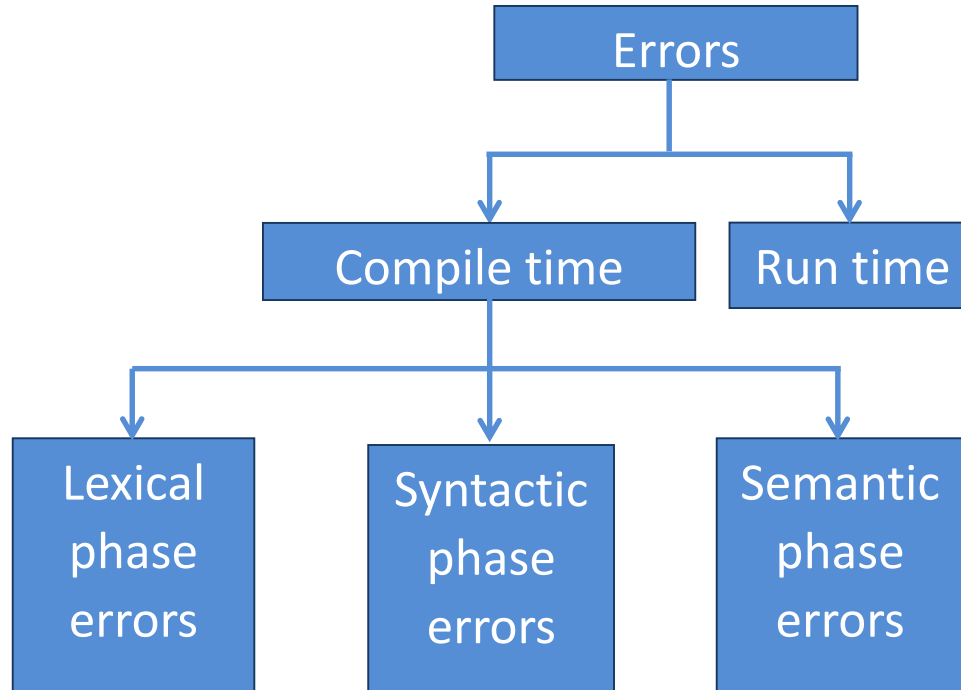 Errors
Compile time
Run time
Lexical
phase
errors
Syntactic
phase
errors
Semantic
phase
errors